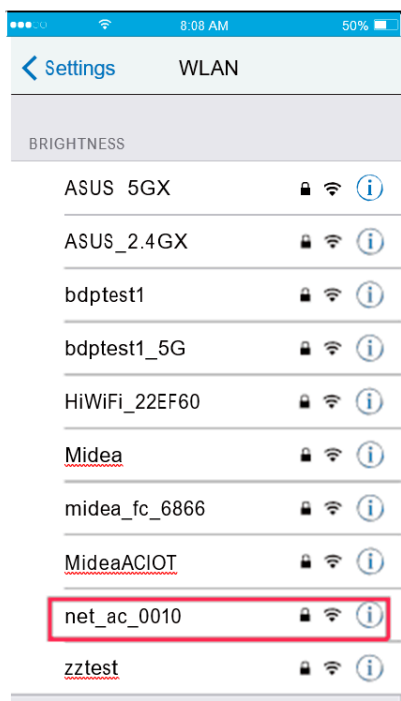 8:08 AM 50%
Settings WLAN
BRIGHTNESS
ASUS 5GX
ASUS_2.4GX
bdptest1
bdptest1_5G
HiWiFi_22EF60
Midea
midea_fc_6866
MideaACIOT
net_ac_0010
zztest